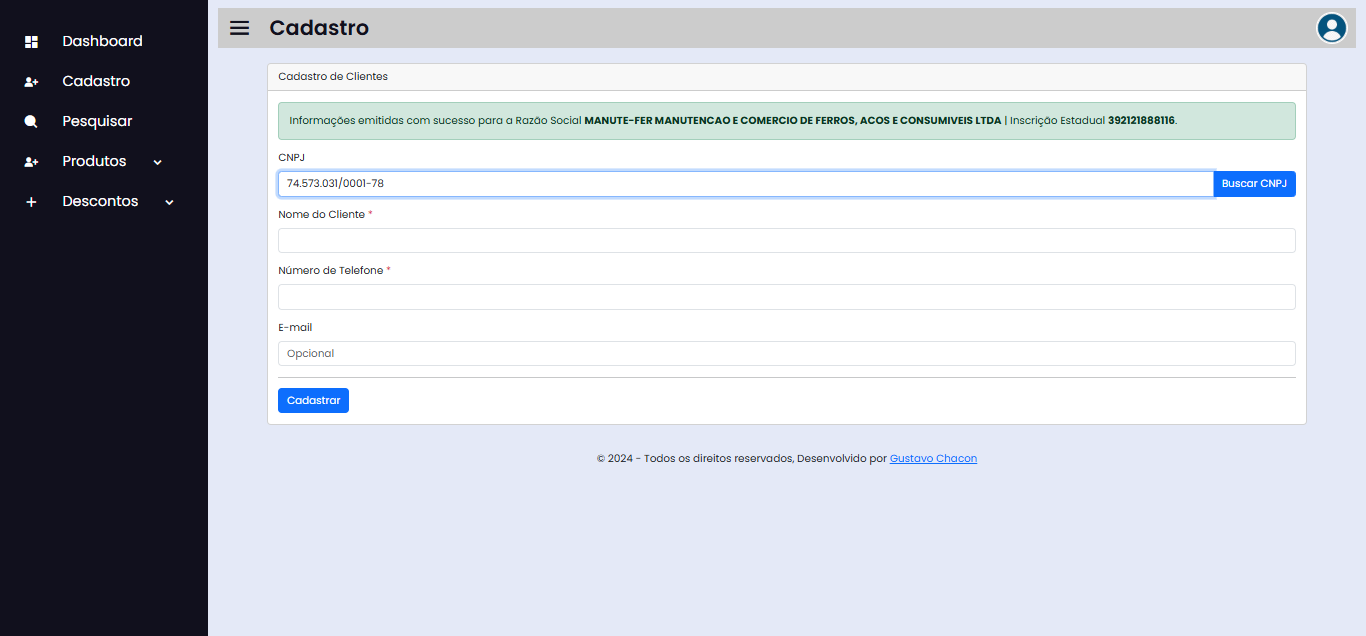 Dashboard
Cadastro
Pesquisar
Produtos
Descontos
Cadastro
Cadastro de Clientes
Informações emitidas com sucesso para a Razão Social MANUTE-FER MANUTENCAO E COMERCIO DE FERROS, ACOS E CONSUMIVEIS LTDA | Inscrição Estadual 392121888116.
CNPJ
74.573.031/0001-78
Buscar CNPJ
Nome do Cliente *
Número de Telefone *
E-mail
Opcional
Cadastrar
© 2024 - Todos os direitos reservados, Desenvolvido por Gustavo Chacon